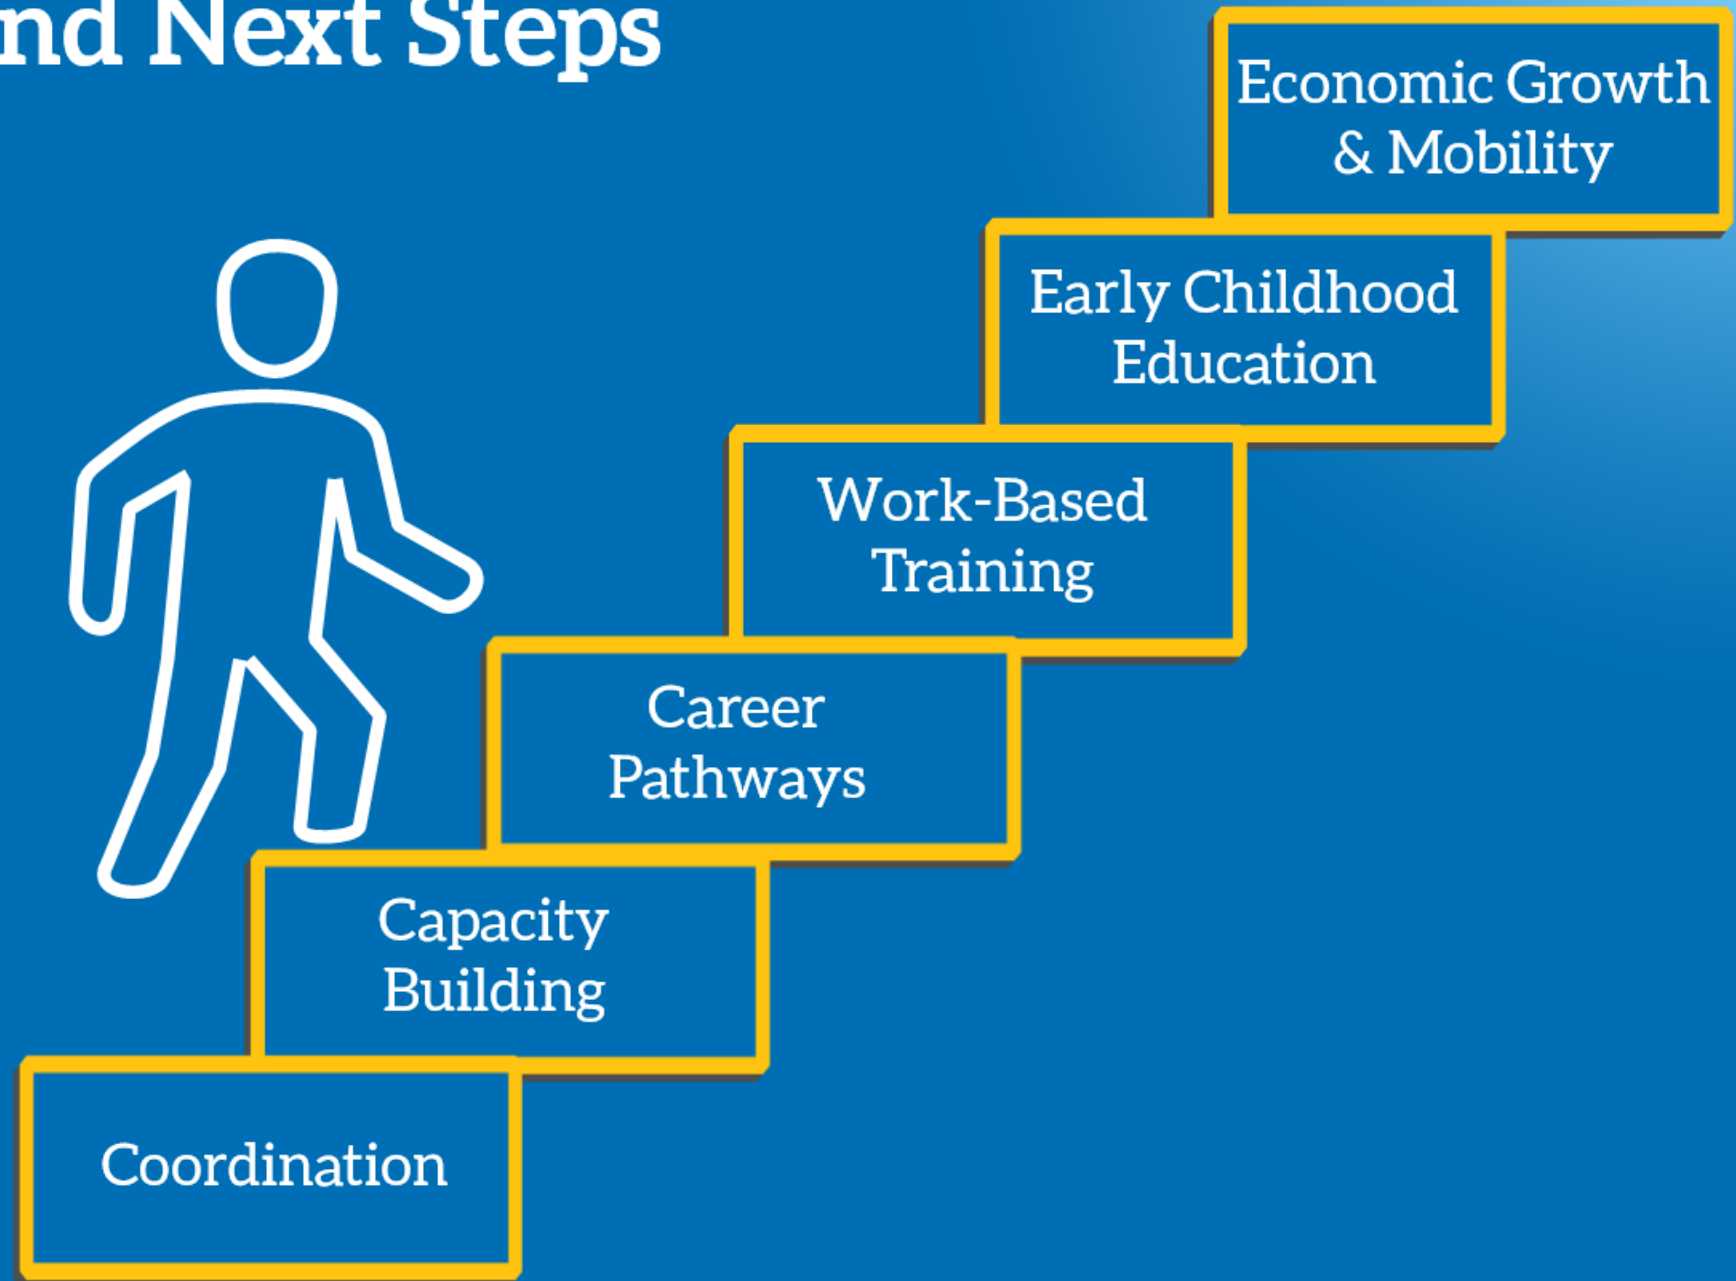 nd Next Steps
Economic Growth
& Mobility
Early Childhood
Education
Work-Based
Training
Career
Pathways
Capacity
Building
Coordination